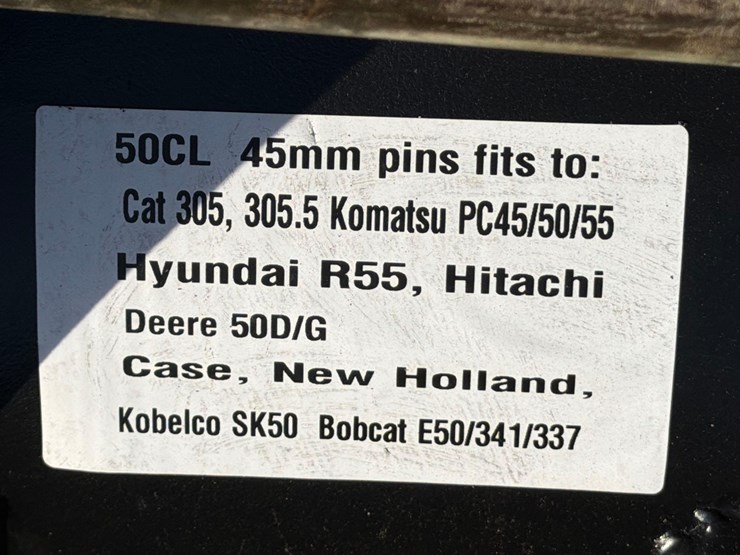 50CL 45mm pins fits to:
Cat 305, 305.5 Komatsu PC45/50/55
Hyundai R55, Hitachi
Deere 50D/G
Case, New Holland,
Kobelco SK50 Bobcat E50/341/337